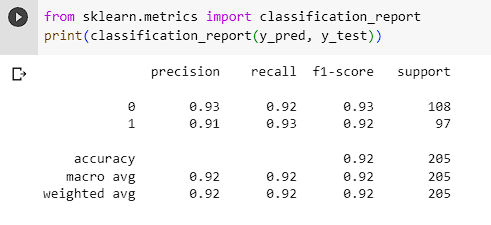 from sklearn.metrics import classification_report
print(classification_report(y_pred, y_test))
precision recall f1-score support
0 0.93 0.92 0.93 108
1 0.91 0.93 0.92 97
accuracy 0.92 205
macro avg 0.92 0.92 0.92 205
weighted avg 0.92 0.92 0.92 205